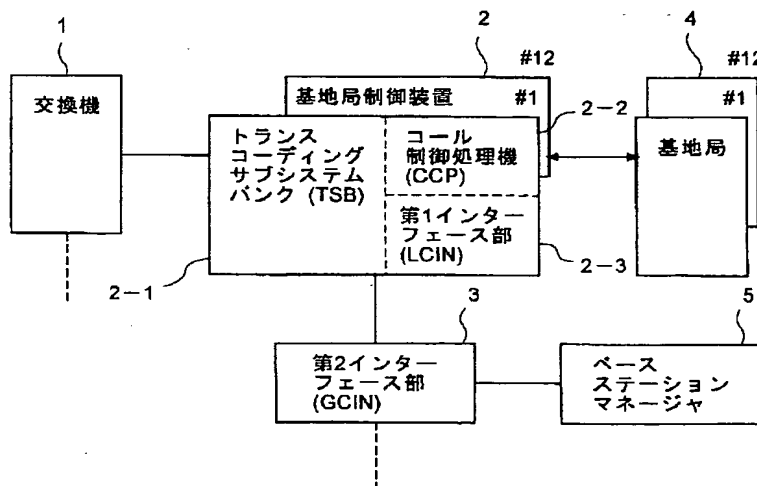 1
2
4
#12
#12
交換機
基地局制御装置
#1
2-2
#1
トランス
コーディング
サブシステム
バンク (TSB)
コール
制御処理機
(CCP)
基地局
第1インター
フェース部
(LCIN)
2-1
2-3
3
5
第2インター
フェース部
(GCIN)
ベース
ステーション
マネージャ